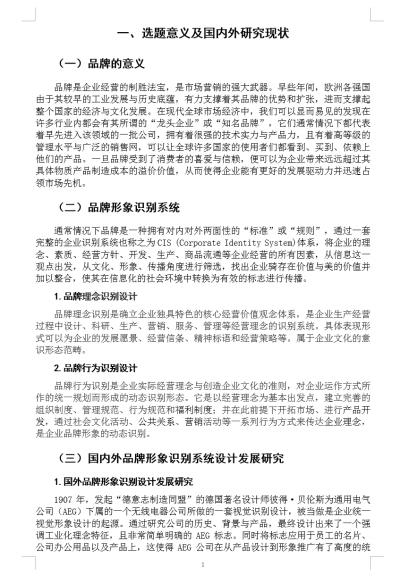 一、选题意义及国内外研究现状
（一）品牌的意义
品牌是企业经营的制胜法宝，是市场营销的强大武器。早些年间，欧洲各强国
由于其较早的工业发展与历史底蕴，有力支撑着其品牌的优势和扩张，进而支撑起
整个国家的经济与文化发展。在现代全球市场经济中，我们可以显而易见的发现在
许多行业内都会有其所谓的“龙头企业”或“知名品牌”，它们通常情况下都代表
着早先进入该领域的一批公司，拥有着很强的技术实力与产品力，且有着高等级的
管理水平与广泛的销售网，可以让全球许多国家的使用者们都看到、买到、依赖上
他们的产品。一旦品牌受到了消费者的喜爱与信赖，便可以为企业带来远远超过其
具体物质产品制造成本的溢价价值，从而使得企业能有更好的发展驱动力并迅速占
领市场先机。
（二）品牌形象识别系统
通常情况下品牌是一种拥有对内对外两面性的“标准”或“规则”，通过一套
完整的企业识别系统也称之为CIS (Corporate Identity System)体系，将企业的理
念、素质、经营方针、开发、生产、商品流通等企业经营的所有因素，从信息这一
观点出发，从文化、形象、传播角度进行筛选，找出企业骑存在价值与美的价值并
加以整合，使其在信息化的社会环境中转换为有效的标志进行传播。
1.品牌理念识别设计
品牌理念识别是确立企业独具特色的核心经营价值观念体系，是企业生产经营
过程中设计、科研、生产、营销、服务、管理等经营理念的识别系统，具体表现形
式可以为企业的发展愿景、经营信条、精神标语和经营策略等。属于企业文化的意
识形态范畴。
2.品牌行为识别设计
品牌行为识别是企业实际经营理念与创造企业文化的准则，对企业运作方式所
作的统一规划而形成的动态识别形态。它是以经营理念为基本出发点，建立完善的
组织制度、管理规范、行为规范和福利制度；并在此前提下开拓市场、进行产品开
发，通过社会文化活动、公共关系、营销活动等一系列行为方式来传达企业理念，
是企业品牌形象的动态识别。
（三）国内外品牌形象识别系统设计发展研究
1.国外品牌形象识别设计发展研究
1907 年，发起“德意志制造同盟”的德国著名设计师彼得·贝伦斯为通用电气
公司（AEG）下属的一个无线电器公司所做的一套视觉识别设计，被当做是企业统一
视觉形象设计的起源。通过研究公司的历史、背景与产品，最终设计出来了一个强
调工业化理念特征，且非常简单明确的 AEG 标志。同时将标志应用于员工的名片、
公司办公用品以及产品上，这使得 AEG 公司在从产品设计到形象推广有了高度的统
1